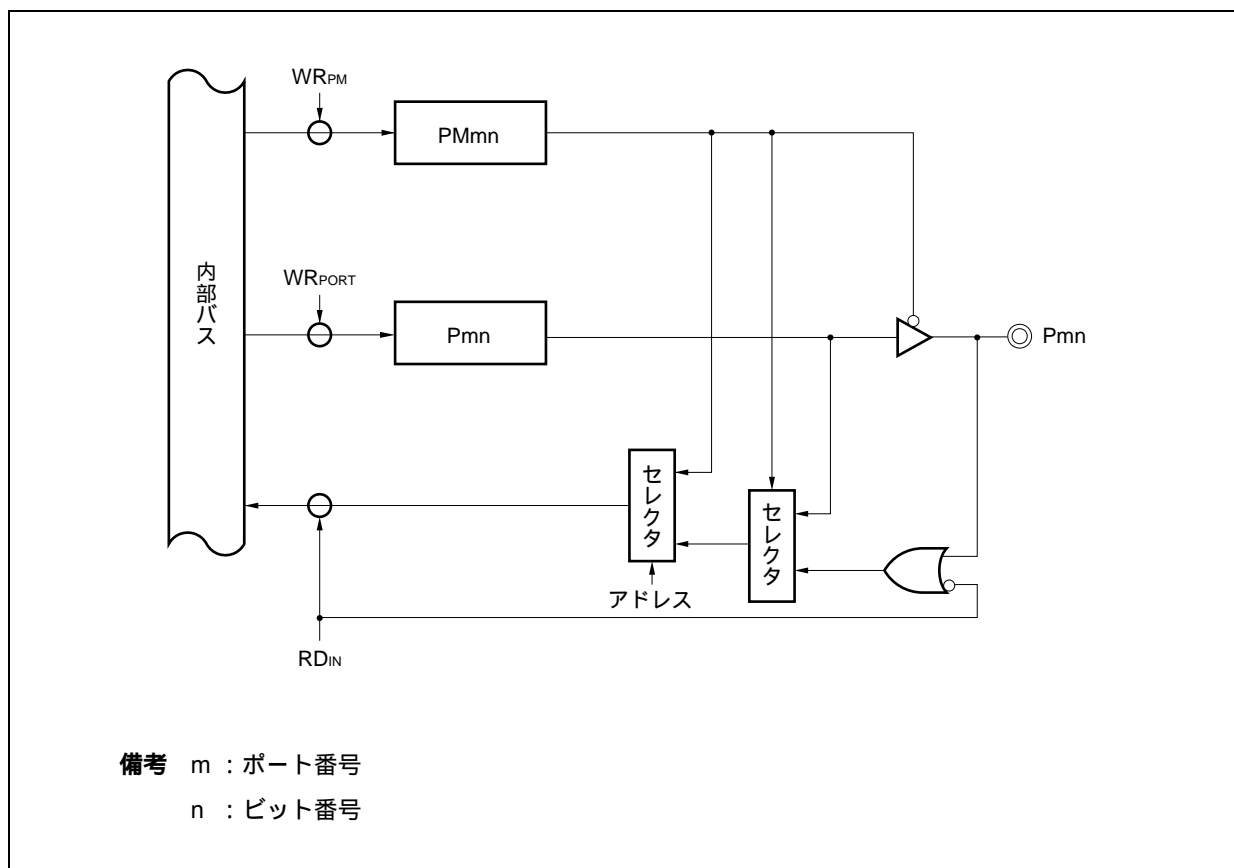 WRPM
PMmn
内部バス
WRPORT
Pmn
Pmn
セレクタ
セレクタ
アドレス
RDIN
備考 m ：ポート番号
n ：ビット番号